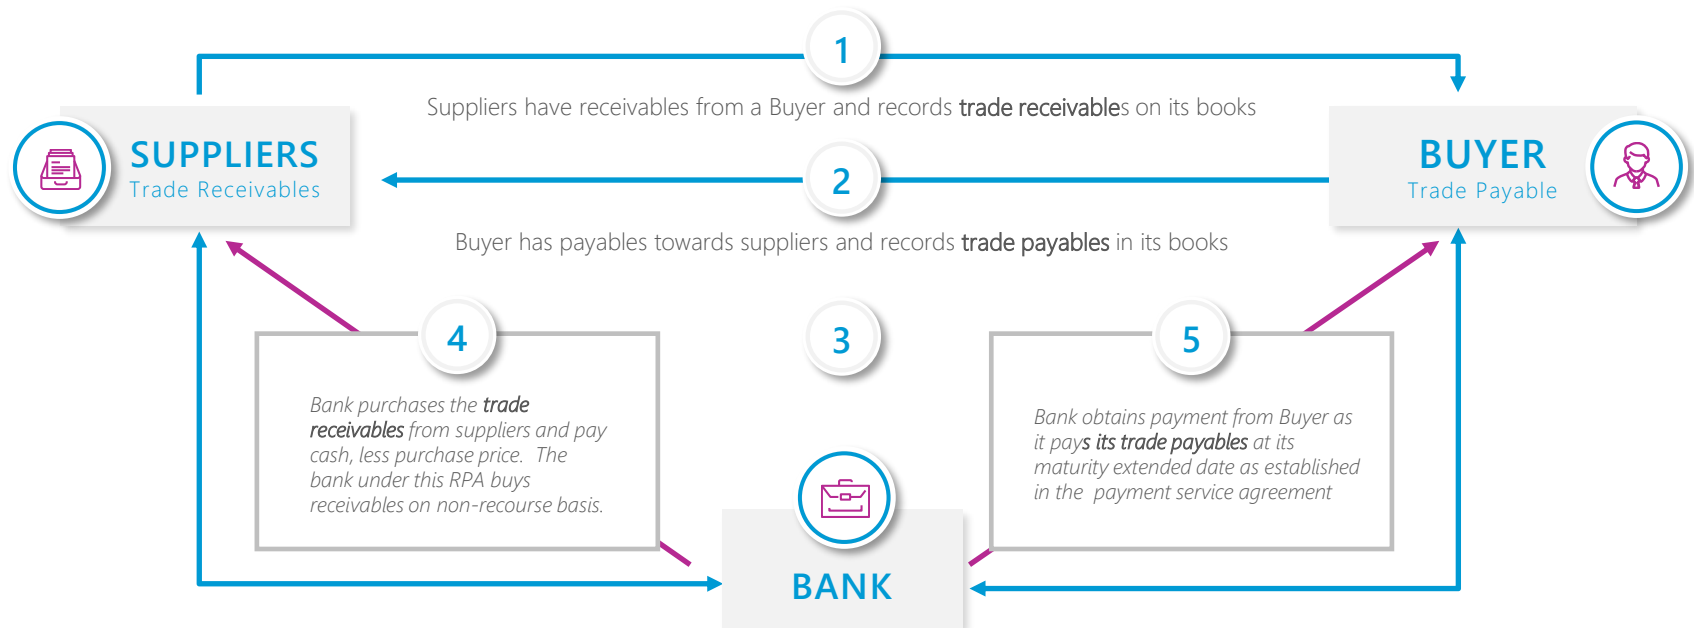 1
Suppliers have receivables from a Buyer and records trade receivables on its books
SUPPLIERS
Trade Receivables
BUYER
Trade Payable
2
Buyer has payables towards suppliers and records trade payables in its books
4
Bank purchases the trade
receivables from suppliers and pay
cash, less purchase price. The
bank under this RPA buys
receivables on non-recourse basis.
3
5
Bank obtains payment from Buyer as
it pays its trade payables at its
maturity extended date as established
in the payment service agreement
BANK